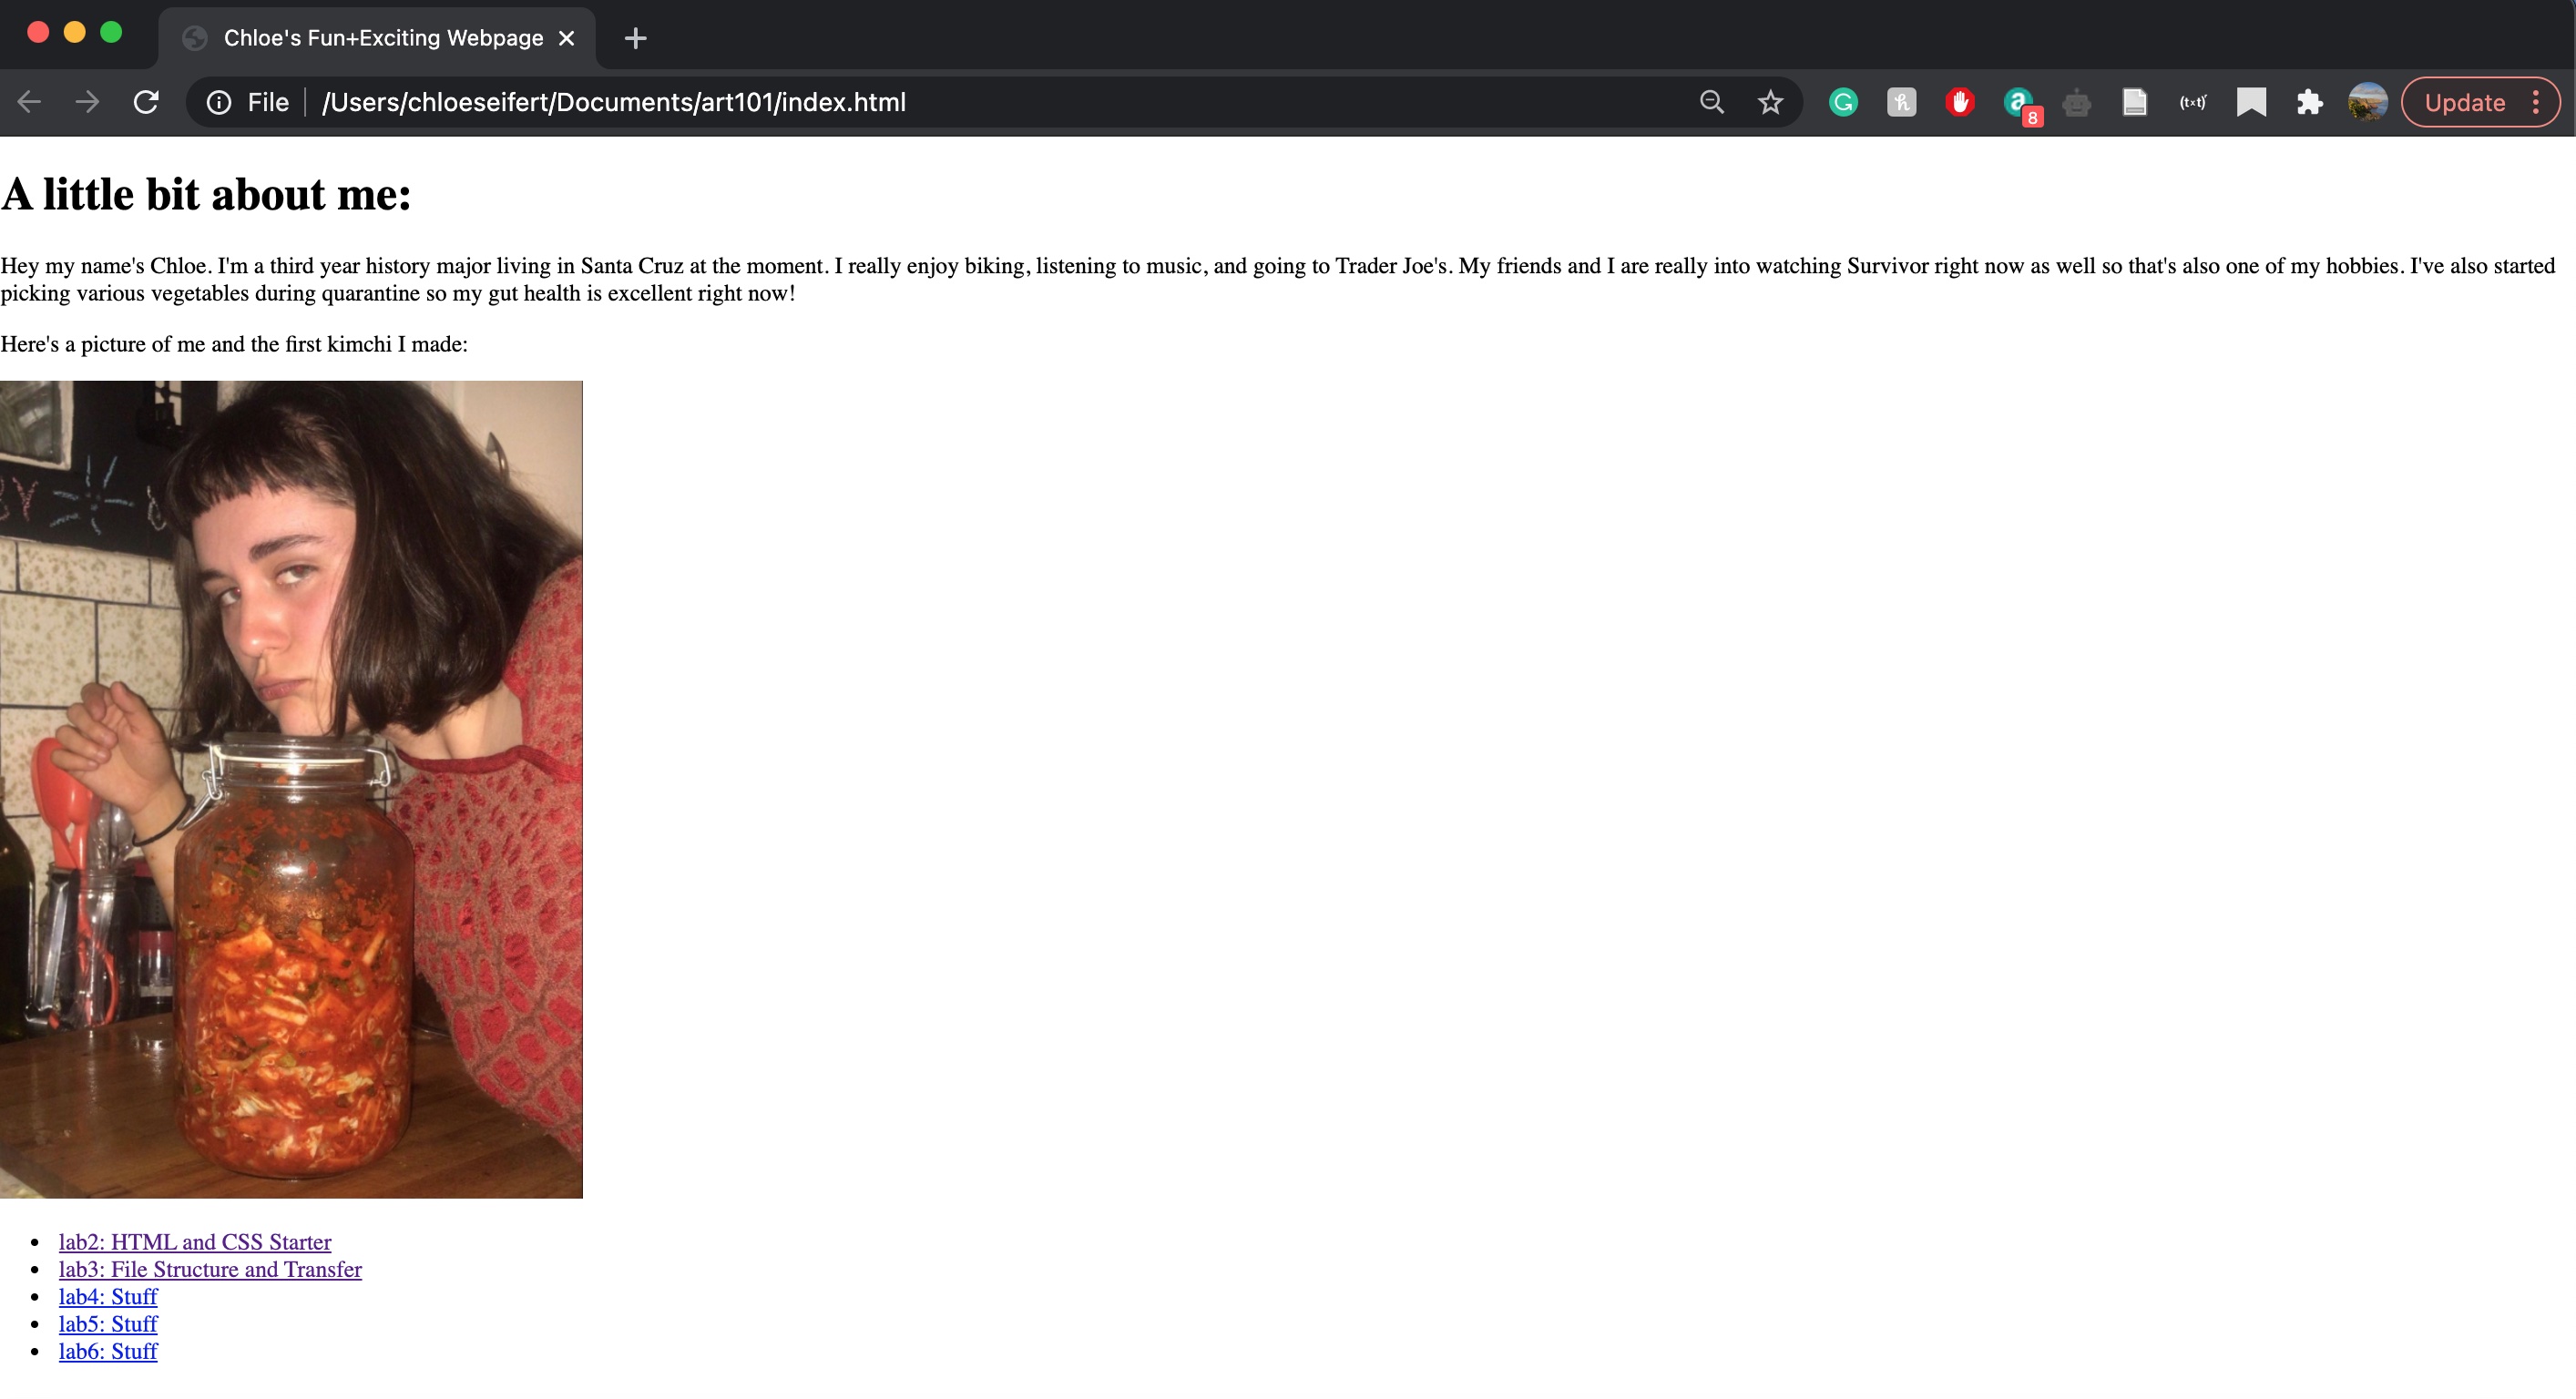 Chloe's Fun+Exciting Webpage
File /Users/chloeseifert/Documents/art101/index.html
8
(txt)
Update
A little bit about me:
Hey my name's Chloe. I'm a third year history major living in Santa Cruz at the moment. I really enjoy biking, listening to music, and going to Trader Joe's. My friends and I are really into watching Survivor right now as well so that's also one of my hobbies. I've also started
picking various vegetables during quarantine so my gut health is excellent right now!
Here's a picture of me and the first kimchi I made:
lab2: HTML and CSS Starter
lab3: File Structure and Transfer
lab4: Stuff
lab5: Stuff
lab6: Stuff